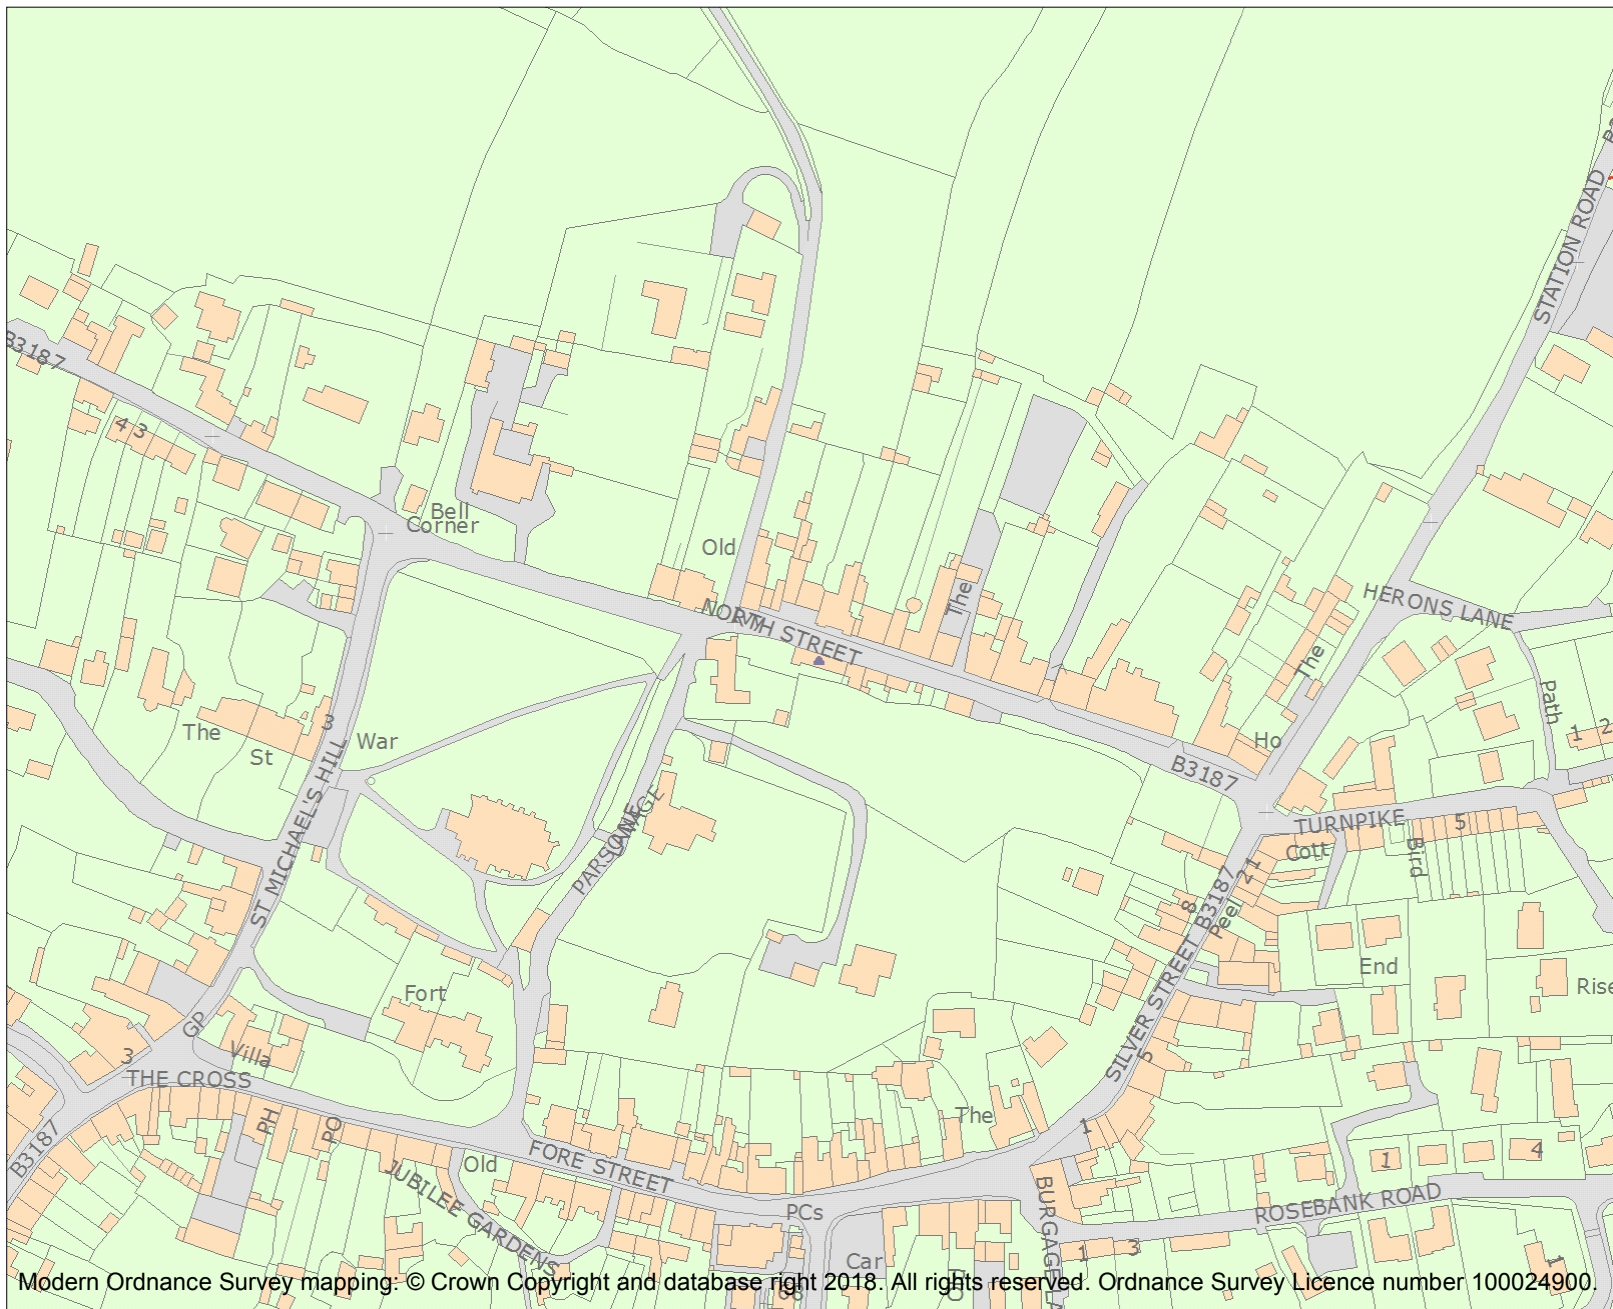 STATION ROAD
B3187
4 3
Bell
Corner
Old
The
NORTH STREET
HERONS LANE
The
Path
1 2
The
St
3
War
ST MICHAEL'S HILL
Ho
B3187
TURNPIKE
5
Cott
Bird
PARSONAGE
LANE
2 1
8
B3187
Peel
End
Rise
Fort
GP
Villa
3
THE CROSS
SILVER STREET
5
PH
PO
The
1
B3187
Old
FORE STREET
JUBILEE GARDENS
1
4
PCs
BURGAGE LA
ROSEBANK ROAD
1
3
Car
1
Modern Ordnance Survey mapping: © Crown Copyright and database right 2018. All rights reserved. Ordnance Survey Licence number 100024900.